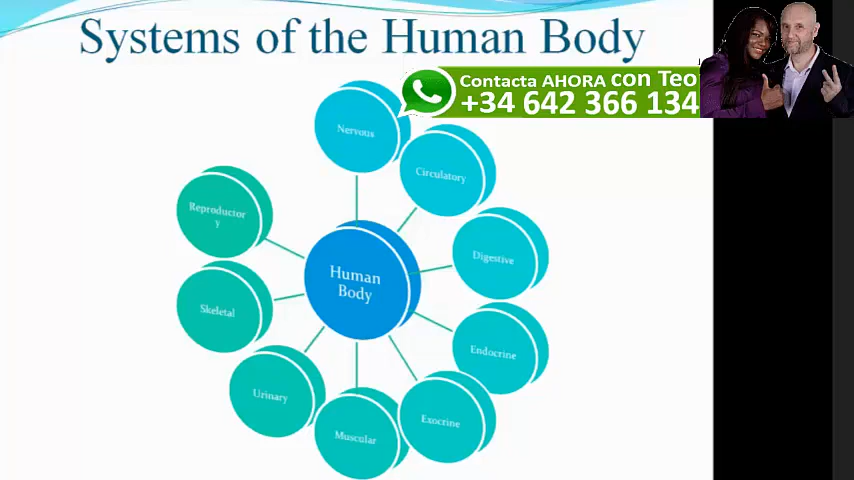 Systems of the Human Body
Contacta AHORA con Teo
+34 642 366 134
Nervous
Circulatory
Digestive
Endocrine
Exocrine
Muscular
Urinary
Skeletal
Reproductor
y
Human
Body